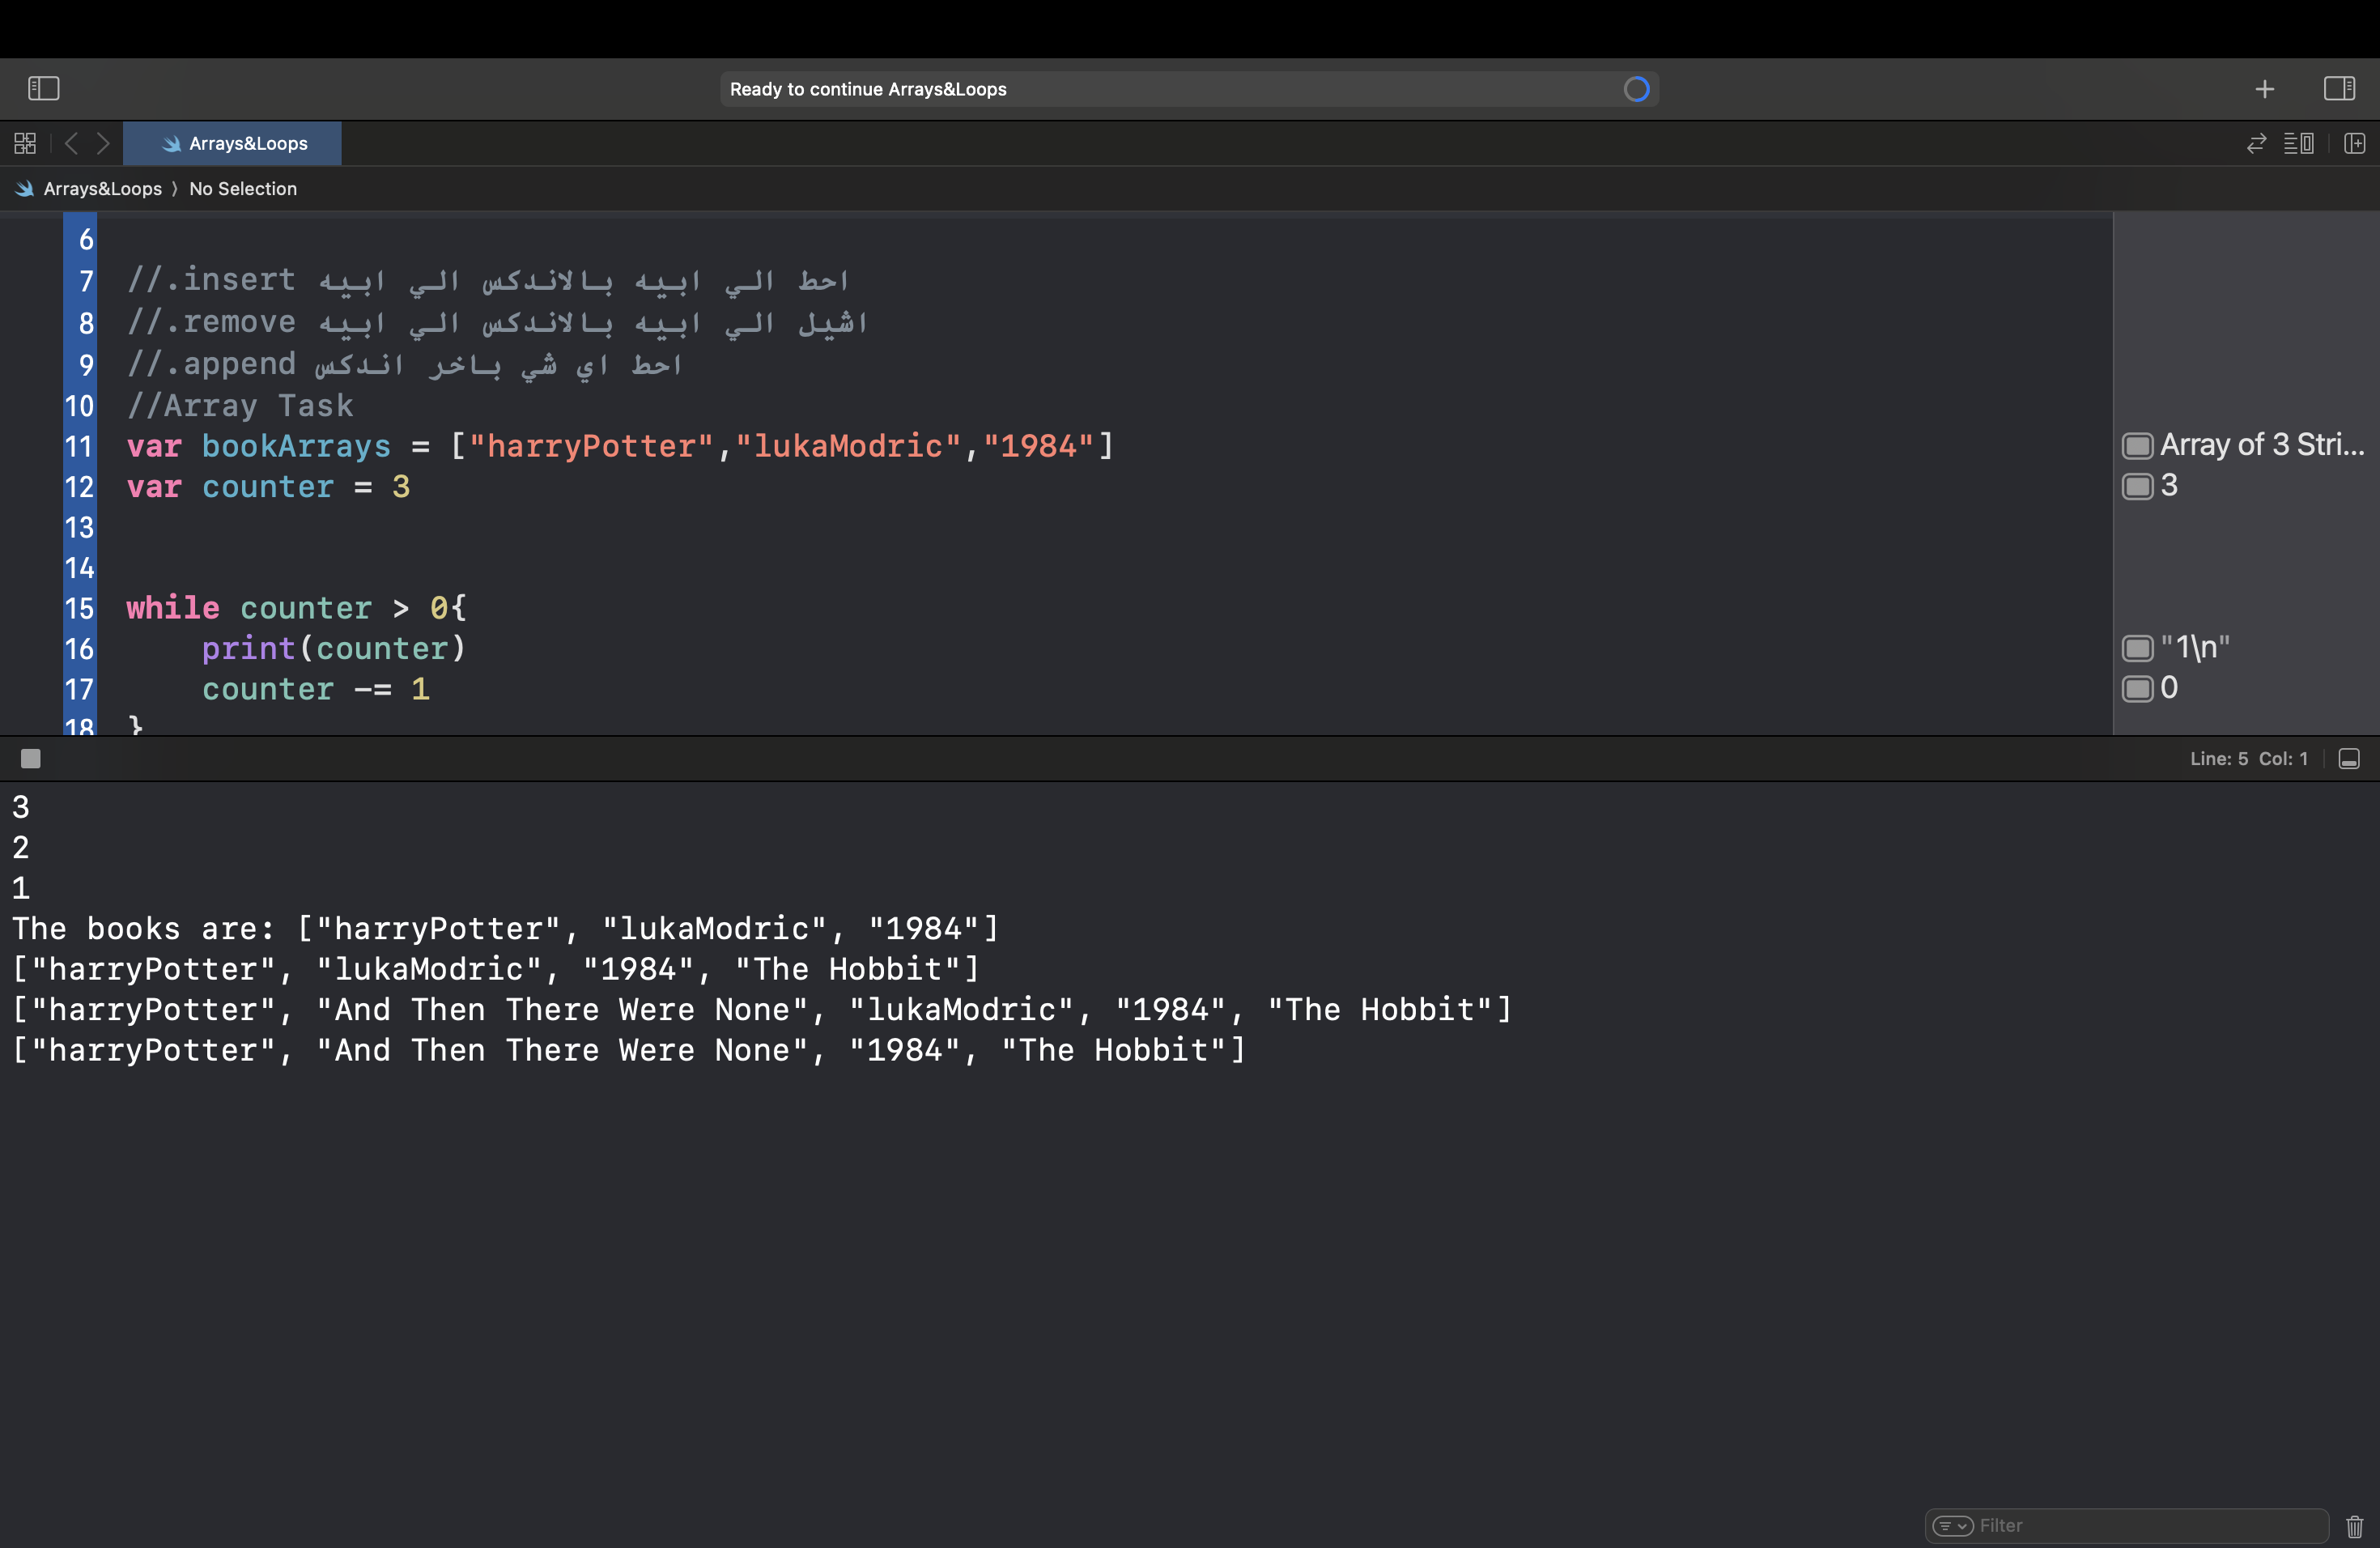 Ready to continue Arrays&Loops
Arrays&Loops
Arrays&Loops 〉 No Selection
6
7 //.insert احط الي ابيه بالاندكس الي ابيه
8 //.remove اشيل الي ابيه بالاندكس الي ابيه
9 //.append احط اي شي باخر اندكس
10 //Array Task
11 var bookArrays = ["harryPotter","lukaModric","1984"]
Array of 3 Stri...
12 var counter = 3
3
13
14
15 while counter > 0{
16 print(counter)
"1\n"
17 counter -= 1
0
18 }
Line: 5 Col: 1
3
2
1
The books are: ["harryPotter", "lukaModric", "1984"]
["harryPotter", "lukaModric", "1984", "The Hobbit"]
["harryPotter", "And Then There Were None", "lukaModric", "1984", "The Hobbit"]
["harryPotter", "And Then There Were None", "1984", "The Hobbit"]
Filter